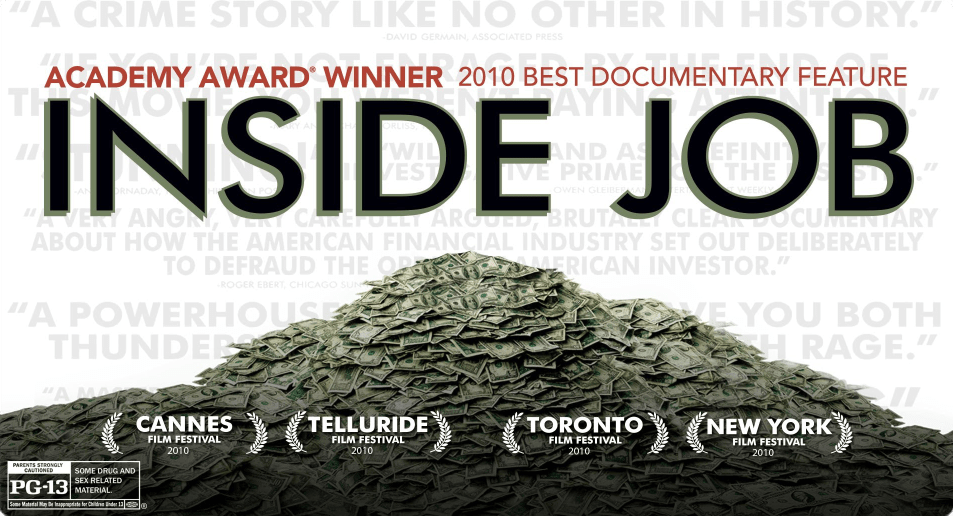 “A CRIME STORY LIKE NO OTHER IN HISTORY.”
-DAVID GERMAIN, ASSOCIATED PRESS
ACADEMY AWARD® WINNER 2010 BEST DOCUMENTARY FEATURE
INSIDE JOB
“A VERY ANGRY, VERY CAREFULLY ARGUED, BRUTALLY CLEAR DOCUMENTARY
ABOUT HOW THE AMERICAN FINANCIAL INDUSTRY SET OUT DELIBERATELY
TO DEFRAUD THE AMERICAN INVESTOR.”
-ROGER EBERT, CHICAGO SUN
“A POWERHOUSE YOU BOTH
RAGE.”
CANNES
FILM FESTIVAL
2010
TELLURIDE
FILM FESTIVAL
2010
TORONTO
FILM FESTIVAL
2010
NEW YORK
FILM FESTIVAL
2010
PARENTS STRONGLY CAUTIONED
PG-13
SOME DRUG AND
SEX-RELATED
MATERIAL.
Some Material May Be Inappropriate for Children Under 13